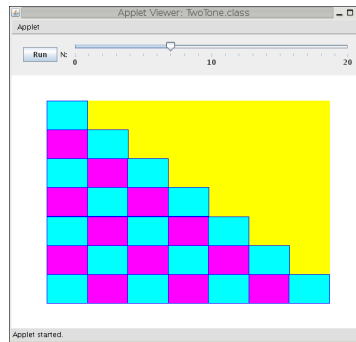 Applet Viewer: TwoTone.class
Applet
Run N:
0 10 20
Applet started.